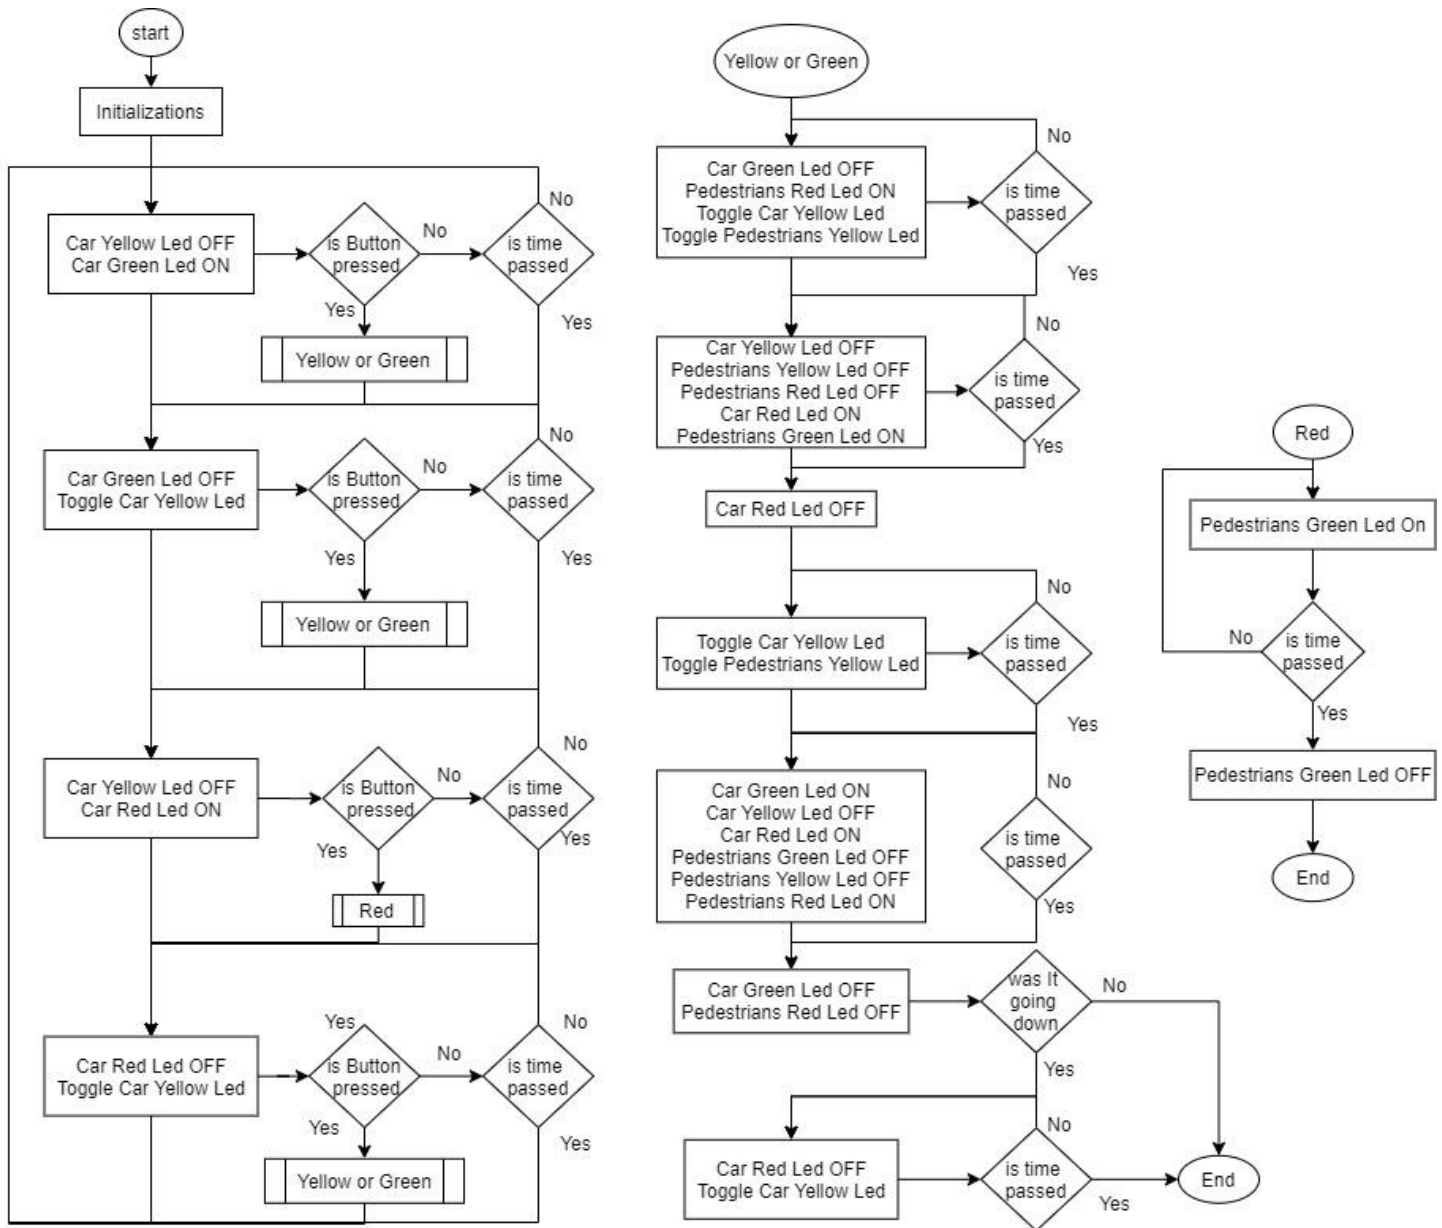 start
Initializations
No
Car Yellow Led OFF
Car Green Led ON
is Button
pressed
No
is time
passed
Yes
Yes
Yellow or Green
No
Car Green Led OFF
Toggle Car Yellow Led
is Button
pressed
No
is time
passed
Yes
Yes
Yellow or Green
No
Car Yellow Led OFF
Car Red Led ON
is Button
pressed
No
is time
passed
Yes
Yes
Red
Yes
No
Car Red Led OFF
Toggle Car Yellow Led
is Button
pressed
No
is time
passed
Yes
Yes
Yellow or Green
Yellow or Green
No
Car Green Led OFF
Pedestrians Red Led ON
Toggle Car Yellow Led
Toggle Pedestrians Yellow Led
is time
passed
Yes
No
Car Yellow Led OFF
Pedestrians Yellow Led OFF
Pedestrians Red Led OFF
Car Red Led ON
Pedestrians Green Led ON
is time
passed
Yes
Car Red Led OFF
No
Toggle Car Yellow Led
Toggle Pedestrians Yellow Led
is time
passed
Yes
No
Car Green Led ON
Car Yellow Led OFF
Car Red Led ON
Pedestrians Green Led OFF
Pedestrians Yellow Led OFF
Pedestrians Red Led ON
is time
passed
Yes
Car Green Led OFF
Pedestrians Red Led OFF
was It
going
down
No
Yes
No
Car Red Led OFF
Toggle Car Yellow Led
is time
passed
Yes
End
Red
Pedestrians Green Led On
No
is time
passed
Yes
Pedestrians Green Led OFF
End